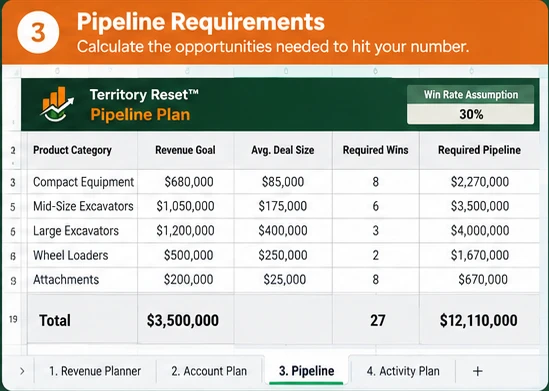 3
Pipeline Requirements
Calculate the opportunities needed to hit your number.
Territory Reset™
Pipeline Plan
Win Rate Assumption
30%
2 Product Category Revenue Goal Avg. Deal Size Required Wins Required Pipeline
3 Compact Equipment $680,000 $85,000 8 $2,270,000
5 Mid-Size Excavators $1,050,000 $175,000 6 $3,500,000
6 Large Excavators $1,200,000 $400,000 3 $4,000,000
6 Wheel Loaders $500,000 $250,000 2 $1,670,000
Attachments $200,000 $25,000 8 $670,000
19 Total $3,500,000 27 $12,110,000
1. Revenue Planner 2. Account Plan 3. Pipeline 4. Activity Plan +